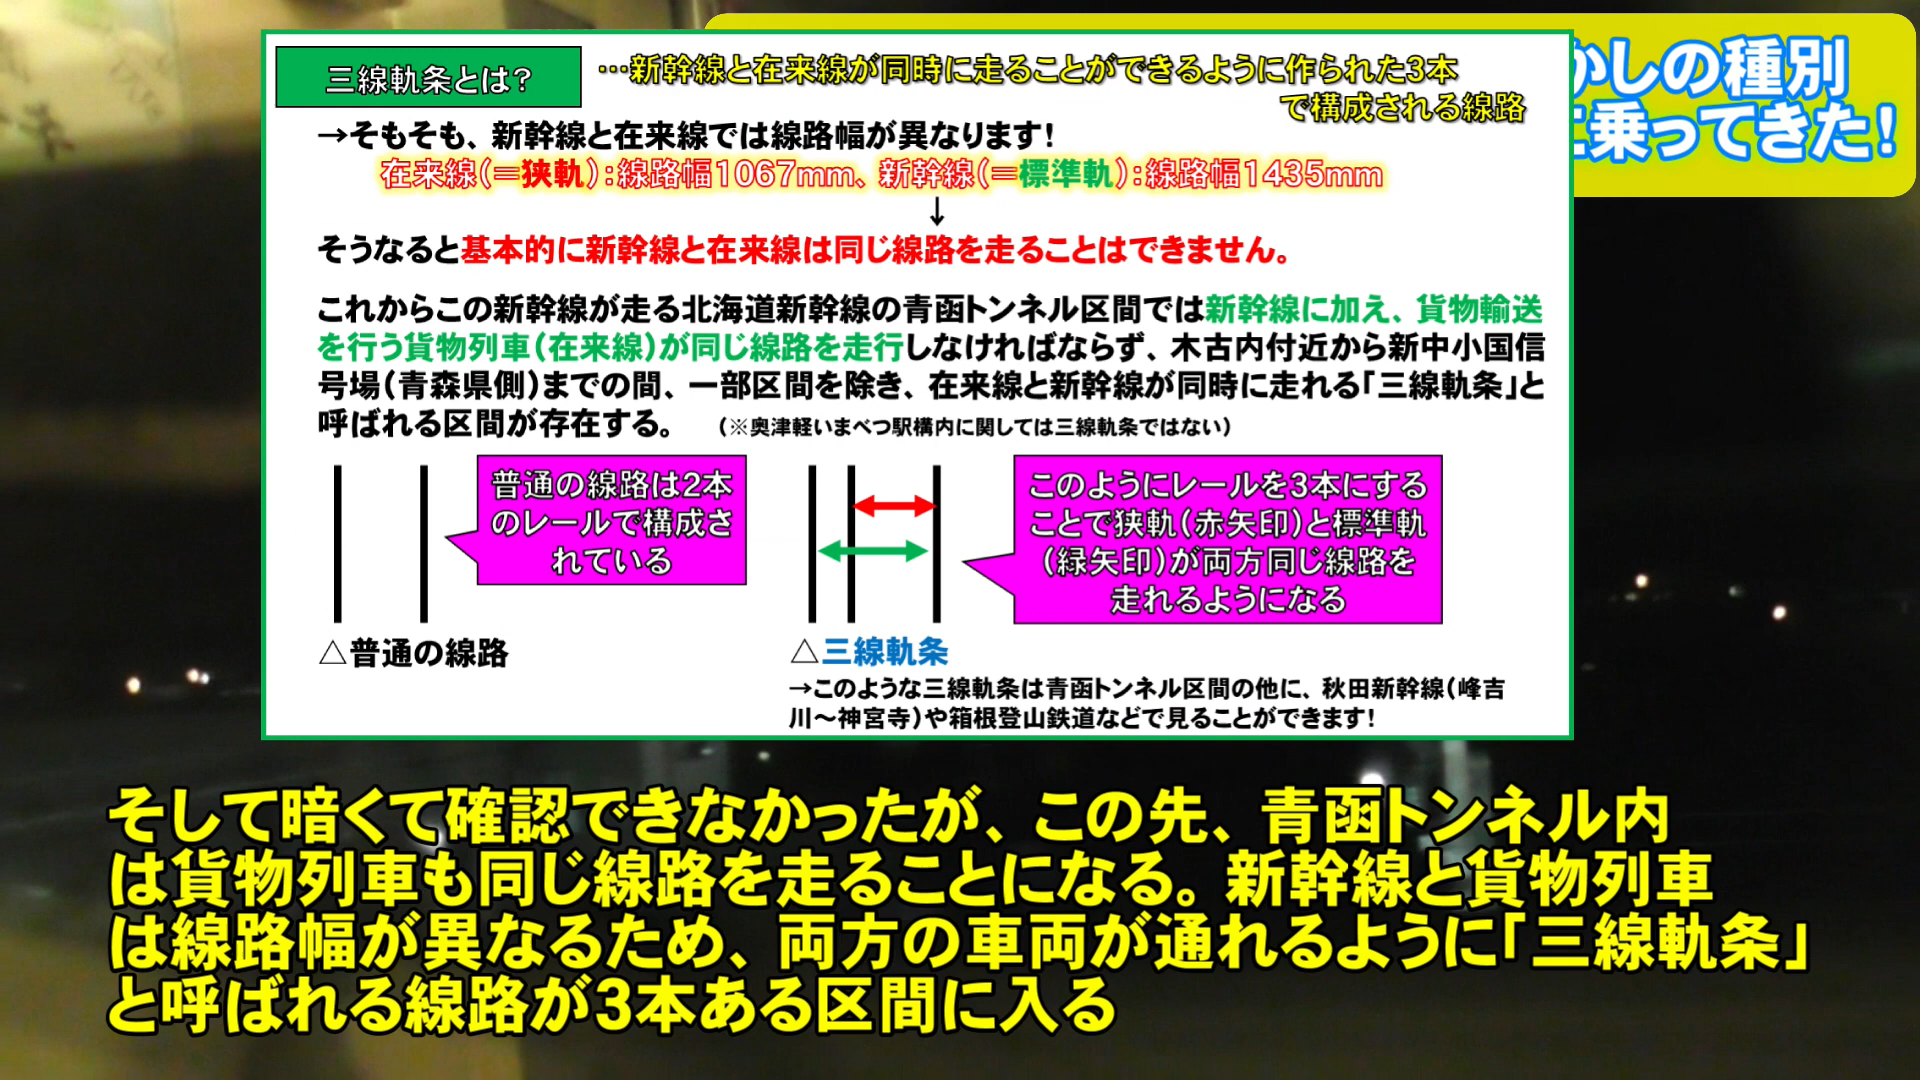 かしの種別
に乗ってきた!
三線軌条とは?
…新幹線と在来線が同時に走ることができるように作られた3本
で構成される線路
→そもそも、新幹線と在来線では線路幅が異なります!
在来線(=狭軌):線路幅1067mm、新幹線(=標準軌):線路幅1435mm
↓
そうなると基本的に新幹線と在来線は同じ線路を走ることはできません。
これからこの新幹線が走る北海道新幹線の青函トンネル区間では新幹線に加え、貨物輸送
を行う貨物列車(在来線)が同じ線路を走行しなければならず、木古内付近から新中小国信
号場(青森県側)までの間、一部区間を除き、在来線と新幹線が同時に走れる「三線軌条」と
呼ばれる区間が存在する。 (※奥津軽いまべつ駅構内に関しては三線軌条ではない)
普通の線路は2本
のレールで構成さ
れている
このようにレールを3本にする
ことで狭軌(赤矢印)と標準軌
(緑矢印)が両方同じ線路を
走れるようになる
△普通の線路
△三線軌条
→このような三線軌条は青函トンネル区間の他に、秋田新幹線(峰吉
川~神宮寺)や箱根登山鉄道などで見ることができます!
そして暗くて確認できなかったが、この先、青函トンネル内
は貨物列車も同じ線路を走ることになる。新幹線と貨物列車
は線路幅が異なるため、両方の車両が通れるように「三線軌条」
と呼ばれる線路が3本ある区間に入る